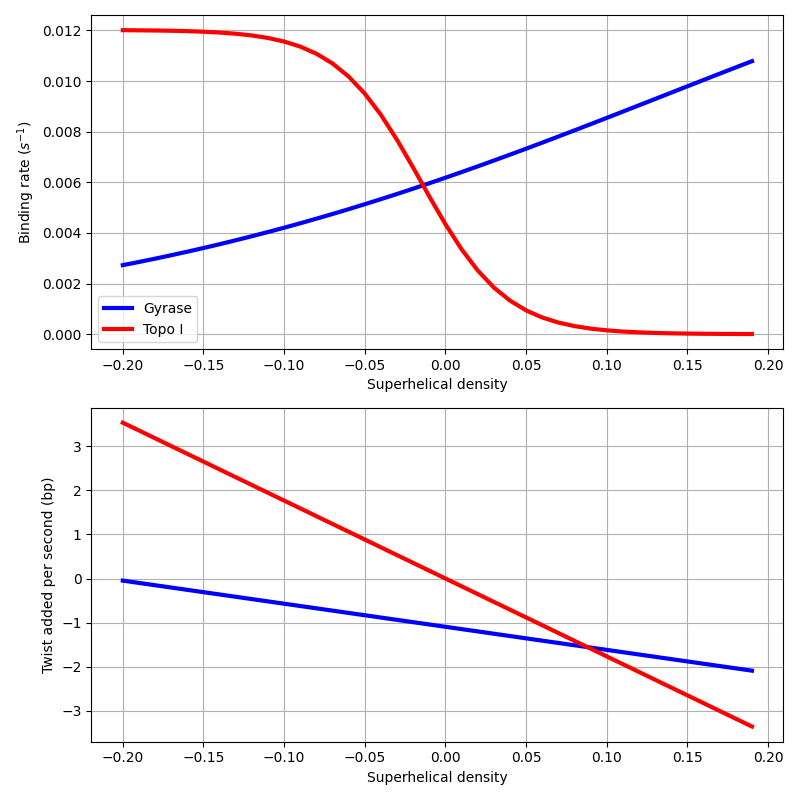 Binding rate (s⁻¹)
0.012
0.010
0.008
0.006
0.004
0.002
0.000
Gyrase
Topo I
−0.20 −0.15 −0.10 −0.05 0.00 0.05 0.10 0.15 0.20
Superhelical density
Twist added per second (bp)
3
2
1
0
−1
−2
−3
−0.20 −0.15 −0.10 −0.05 0.00 0.05 0.10 0.15 0.20
Superhelical density